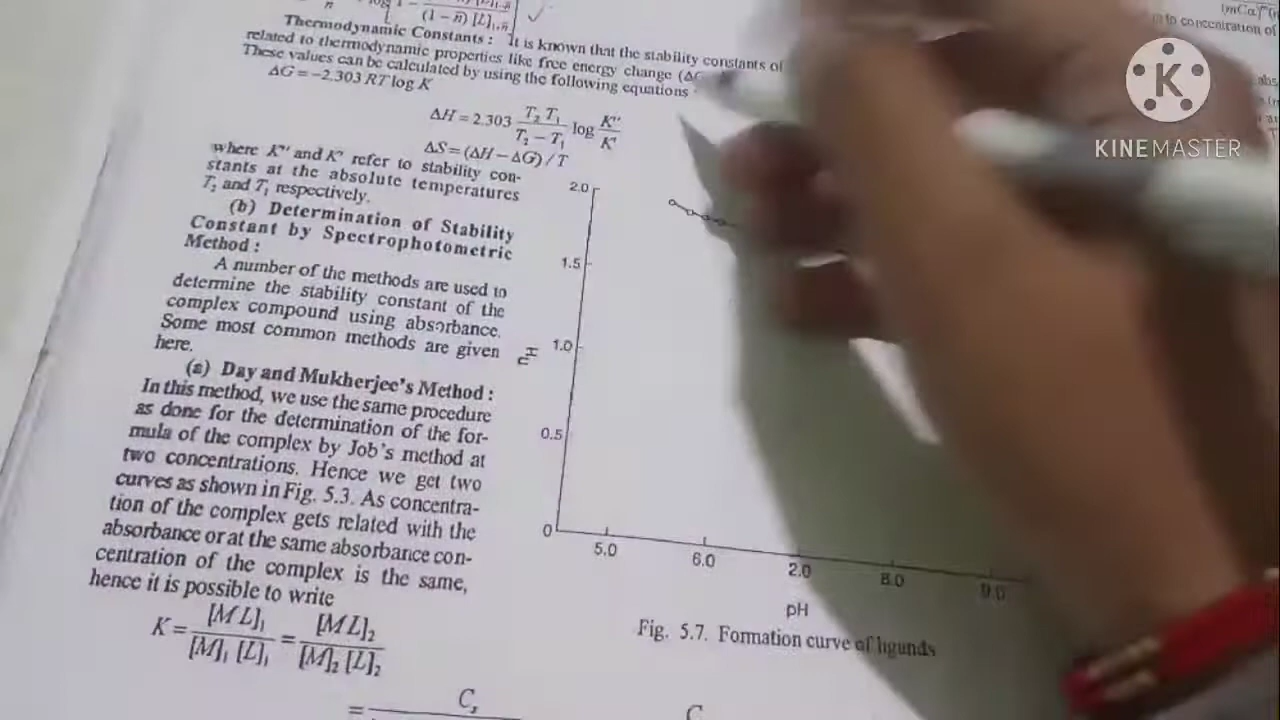 (1 − n̄) [L]
Thermodynamic Constants : It is known that the stability constants of
related to thermodynamic properties like free energy change (ΔG
These values can be calculated by using the following equations
ΔG = −2.303 RT log K
ΔH = 2.303 T₂ T₁ / T₂ − T₁ log K'' / K'
ΔS = (ΔH − ΔG) / T
where K'' and K' refer to stability con-
stants at the absolute temperatures
T₂ and T₁ respectively.
(b) Determination of Stability
Constant by Spectrophotometric
Method :
A number of the methods are used to
determine the stability constant of the
complex compound using absorbance.
Some most common methods are given
here.
(a) Day and Mukherjee's Method :
In this method, we use the same procedure
as done for the determination of the for-
mula of the complex by Job's method at
two concentrations. Hence we get two
curves as shown in Fig. 5.3. As concentra-
tion of the complex gets related with the
absorbance or at the same absorbance con-
centration of the complex is the same,
hence it is possible to write
K = [M L]₁ / [M]₁ [L]₁ = [M L]₂ / [M]₂ [L]₂
= Cₓ
C
2.0
1.5
1.0
n̄H
0.5
0
5.0 6.0 2.0 8.0 9.0
pH
Fig. 5.7. Formation curve of ligunds
to concentration of
K
KINEMASTER